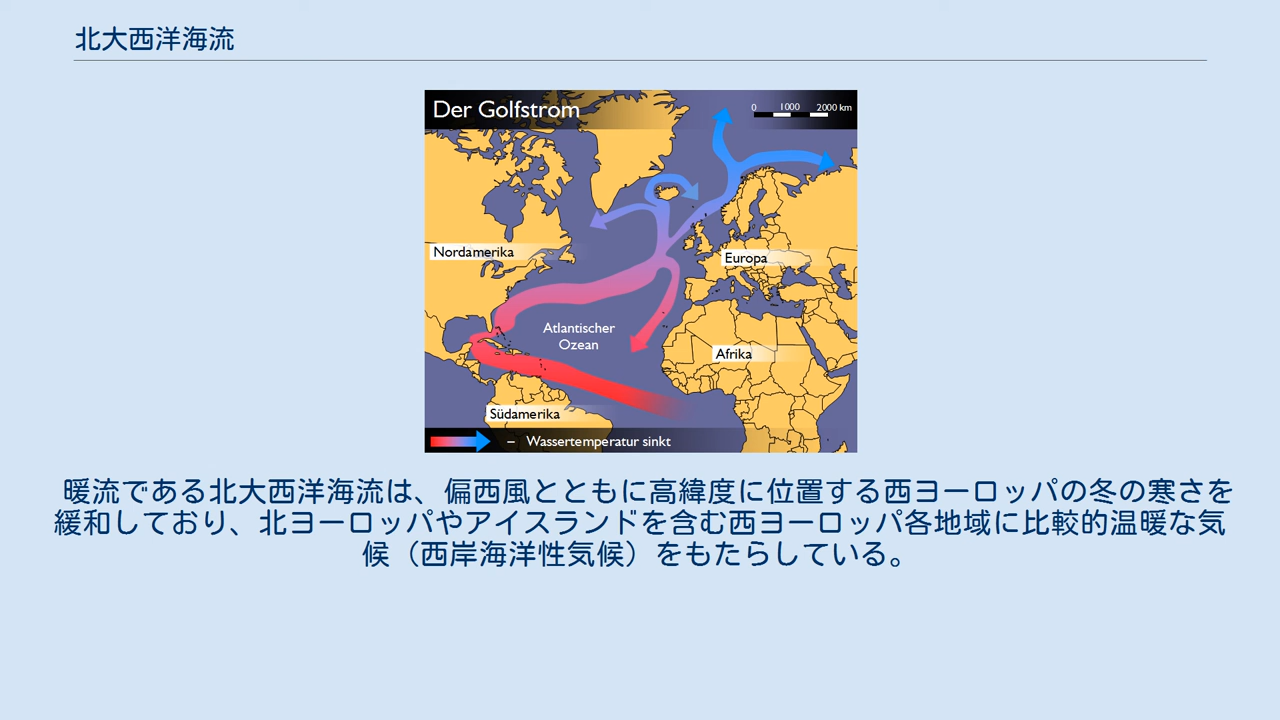 北大西洋海流
Der Golfstrom
0 1000 2000 km
Nordamerika
Europa
Atlantischer
Ozean
Afrika
Südamerika
– Wassertemperatur sinkt
暖流である北大西洋海流は、偏西風とともに高緯度に位置する西ヨーロッパの冬の寒さを
緩和しており、北ヨーロッパやアイスランドを含む西ヨーロッパ各地域に比較的温暖な気
候（西岸海洋性気候）をもたらしている。